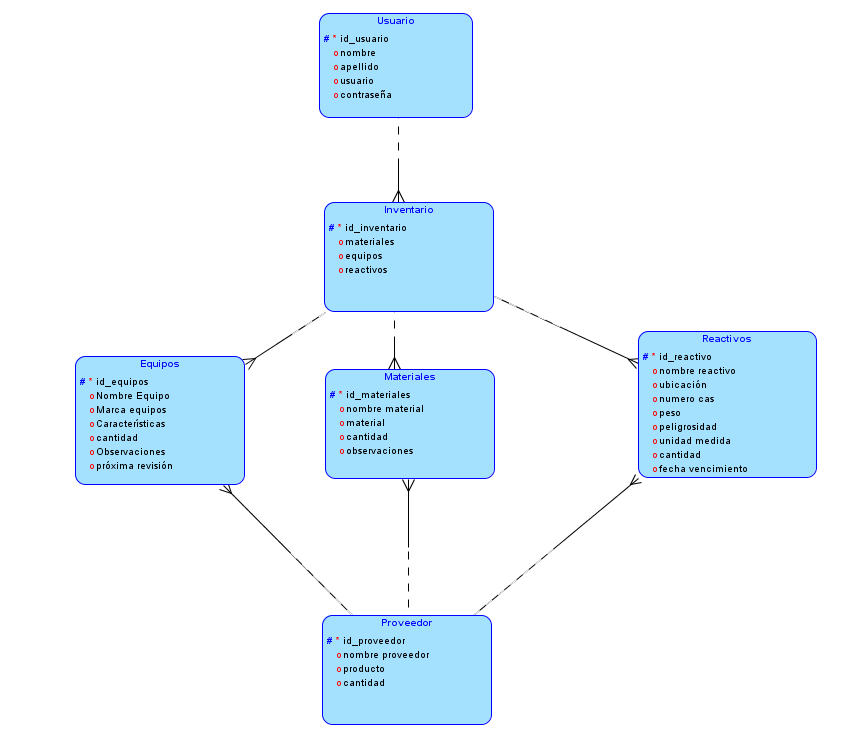 Usuario
# * id_usuario
o nombre
o apellido
o usuario
o contraseña
Inventario
# * id_inventario
o materiales
o equipos
o reactivos
Equipos
# * id_equipos
o Nombre Equipo
o Marca equipos
o Características
o cantidad
o Observaciones
o próxima revisión
Materiales
# * id_materiales
o nombre material
o material
o cantidad
o observaciones
Reactivos
# * id_reactivo
o nombre reactivo
o ubicación
o numero cas
o peso
o peligrosidad
o unidad medida
o cantidad
o fecha vencimiento
Proveedor
# * id_proveedor
o nombre proveedor
o producto
o cantidad